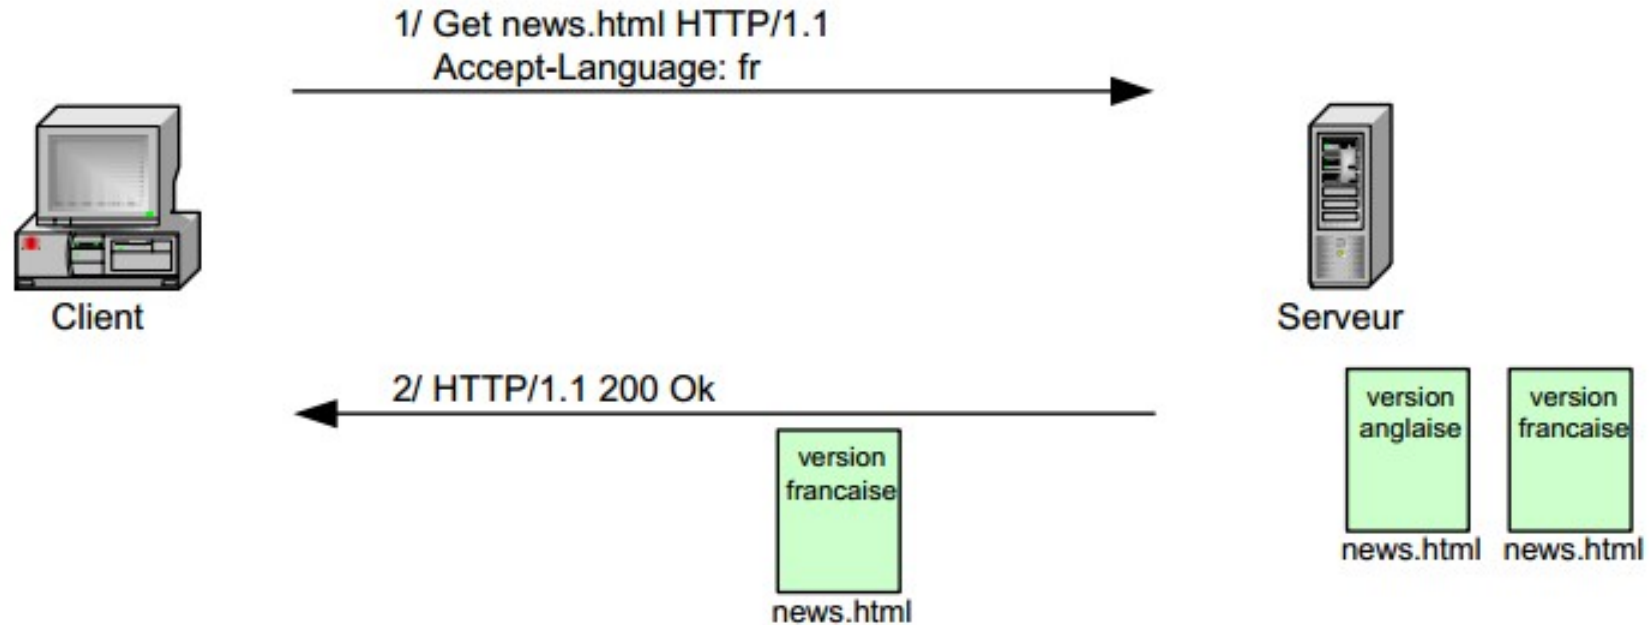 1/ Get news.html HTTP/1.1
Accept-Language: fr
Client
Serveur
2/ HTTP/1.1 200 Ok
version
francaise
news.html
version
anglaise
news.html
version
francaise
news.html